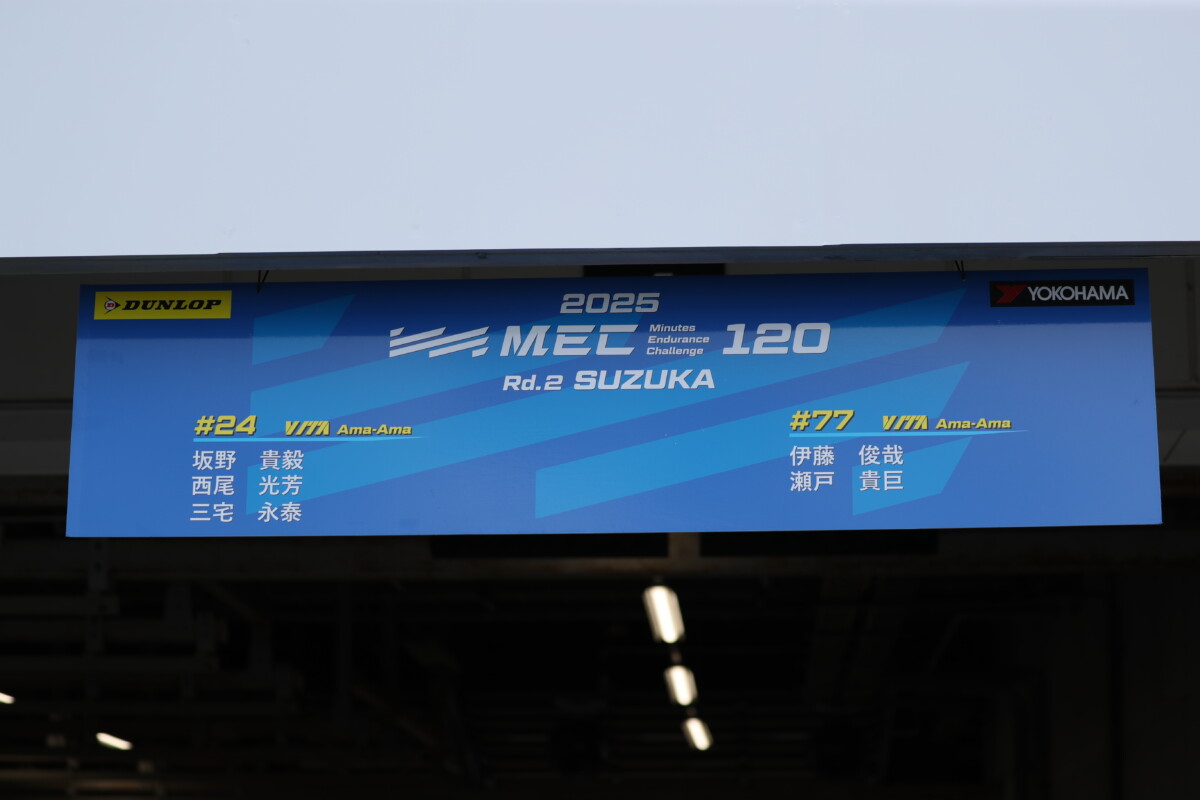 DUNLOP
YOKOHAMA
2025
MEC Minutes Endurance Challenge 120
Rd.2 SUZUKA
#24 VITA Ama-Ama
坂野 貴毅
西尾 光芳
三宅 永泰
#77 VITA Ama-Ama
伊藤 俊哉
瀬戸 貴巨